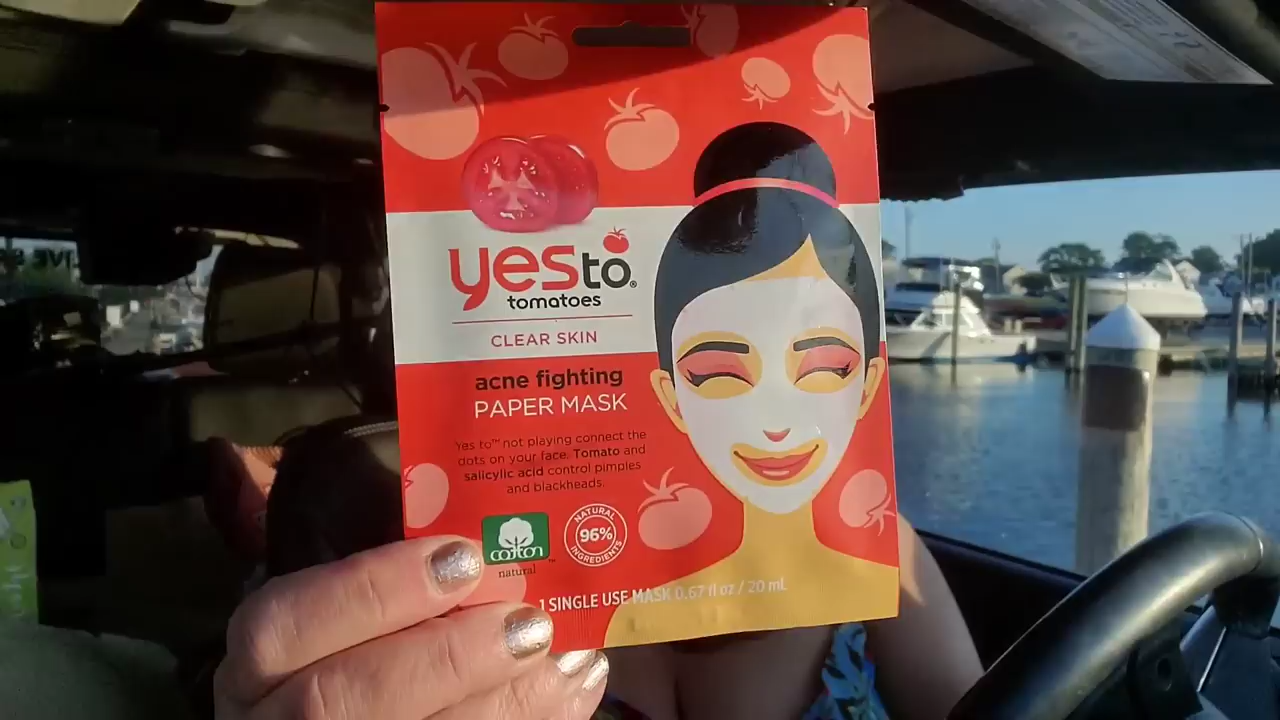 yes to®
tomatoes
CLEAR SKIN
acne fighting
PAPER MASK
Yes to™ not playing connect the
dots on your face. Tomato and
salicylic acid control pimples
and blackheads.
cotton
natural
NATURAL
96%
INGREDIENTS
1 SINGLE USE MASK 0.67 fl oz / 20 mL